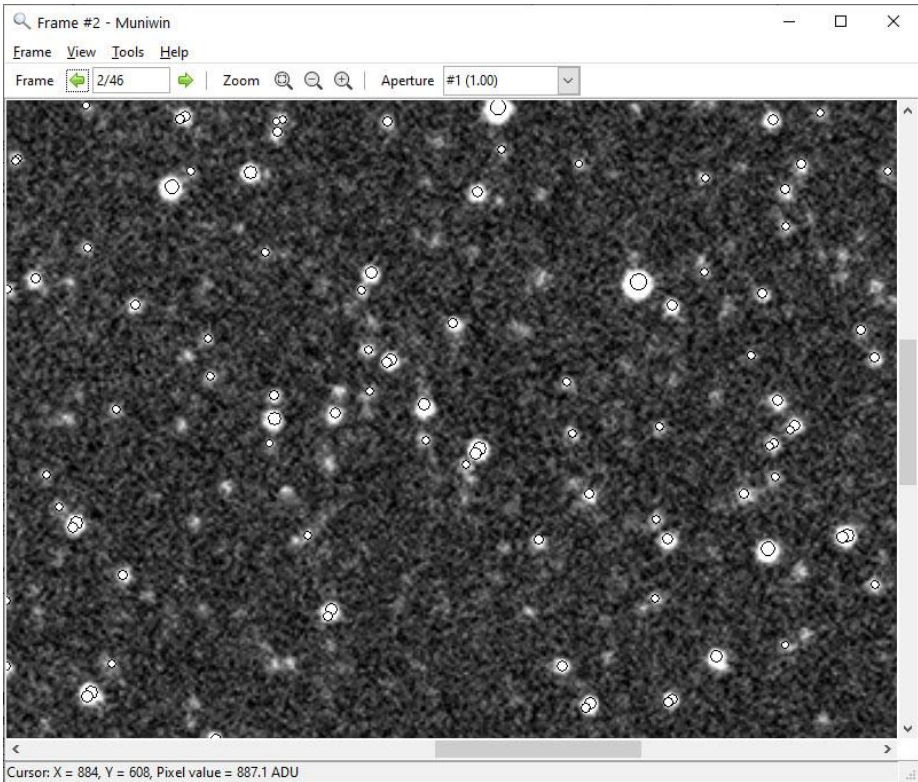 Frame #2 - Muniwin
Frame View Tools Help
Frame 2/46 Zoom Aperture #1 (1.00)
Cursor: X = 884, Y = 608, Pixel value = 887.1 ADU